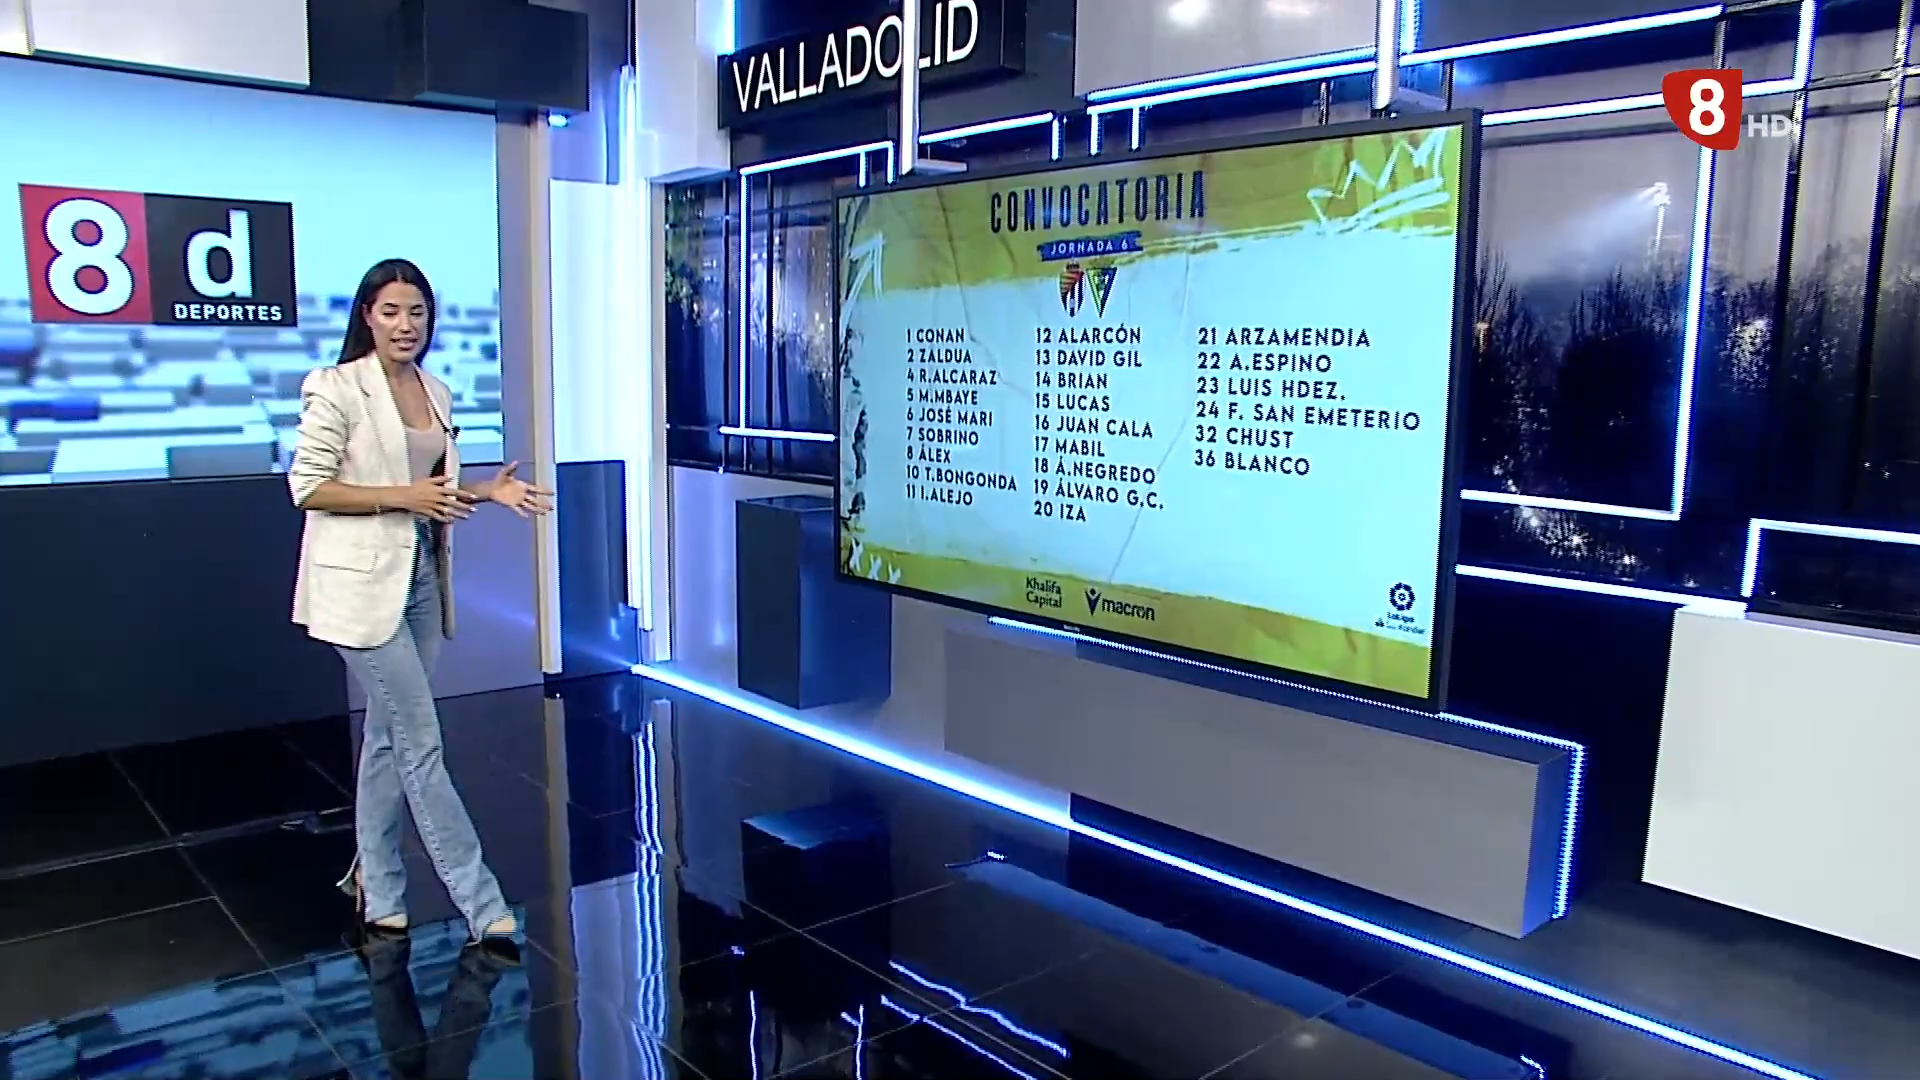 VALLADOLID
8 HD
8 d
DEPORTES
CONVOCATORIA
JORNADA 6
1 CONAN
2 ZALDUA
4 R.ALCARAZ
5 M.MBAYE
6 JOSÉ MARI
7 SOBRINO
8 ÁLEX
10 T.BONGONDA
11 I.ALEJO
12 ALARCÓN
13 DAVID GIL
14 BRIAN
15 LUCAS
16 JUAN CALA
17 MABIL
18 Á.NEGREDO
19 ÁLVARO G.C.
20 IZA
21 ARZAMENDIA
22 A.ESPINO
23 LUIS HDEZ.
24 F. SAN EMETERIO
32 CHUST
36 BLANCO
Khalifa
Capital
macron
LaLiga